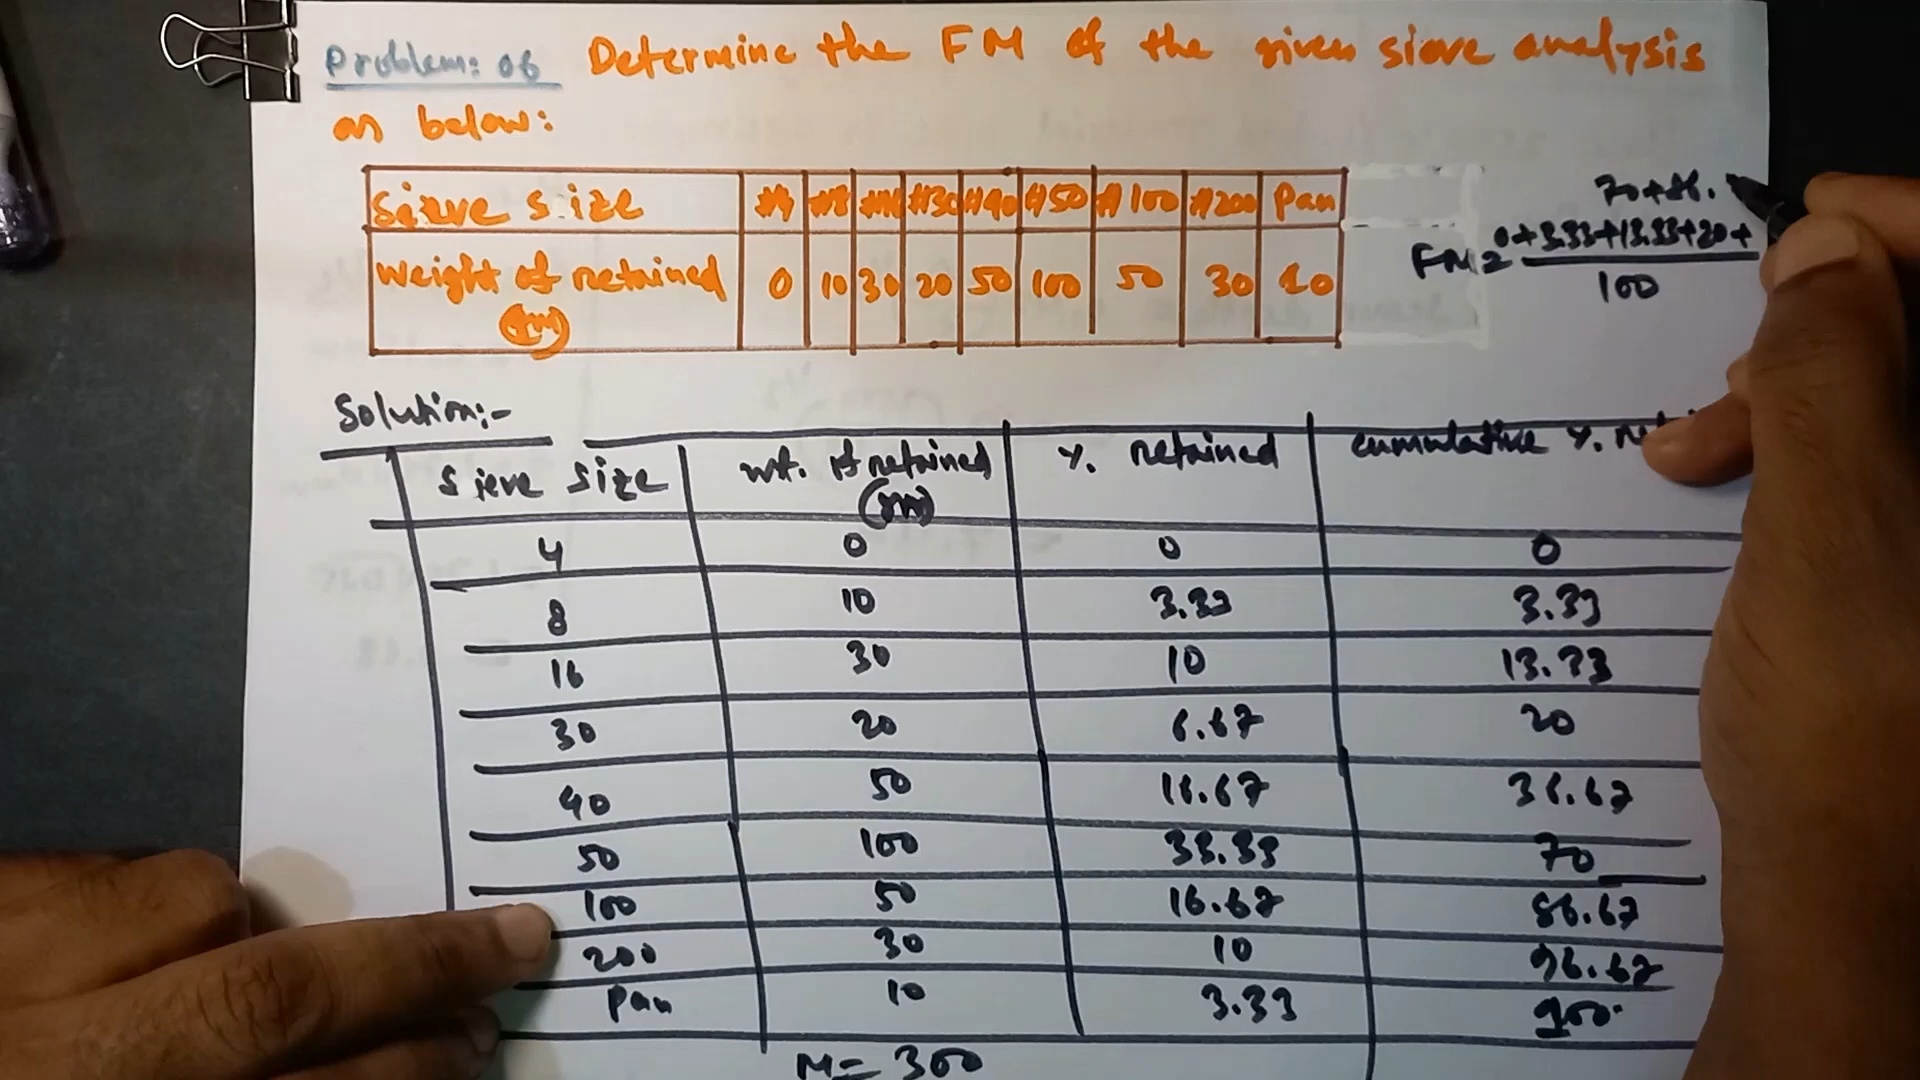 Problem: 06 Determine the FM of the given sieve analysis
as below:
Sieve size #4 #8 #16 #30 #40 #50 #100 #200 Pan
Weight of retained 0 10 30 20 50 100 50 30 10
(gm)
70+86.
0+3.33+13.33+20+
FM=
100
Solution:-
Sieve size wt. of retained %. retained cumulative %.
(gm)
4 0 0 0
8 10 3.33 3.33
16 30 10 13.33
30 20 6.67 20
40 50 16.67 36.67
50 100 33.33 70
100 50 16.67 86.67
200 30 10 96.67
Pan 10 3.33 100.
M= 300